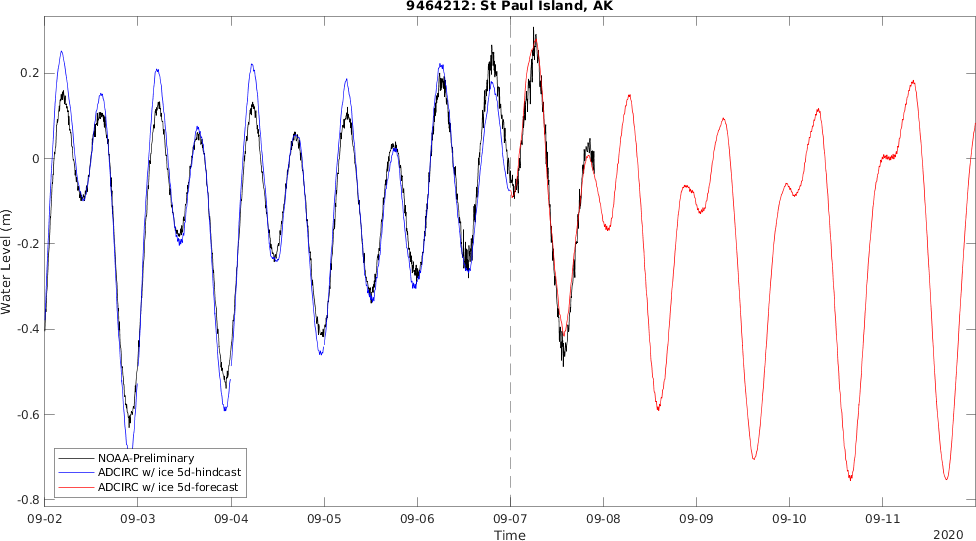 9464212: St Paul Island, AK
Water Level (m)
0.2
0
-0.2
-0.4
-0.6
-0.8
NOAA-Preliminary
ADCIRC w/ ice 5d-hindcast
ADCIRC w/ ice 5d-forecast
09-02 09-03 09-04 09-05 09-06 09-07 09-08 09-09 09-10 09-11
Time
2020